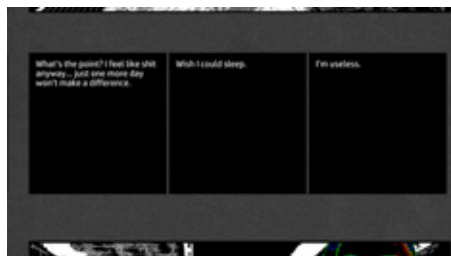 What's the point? I feel like shit
anyway... just one more day
won't make a difference.
Wish I could sleep.
I'm useless.